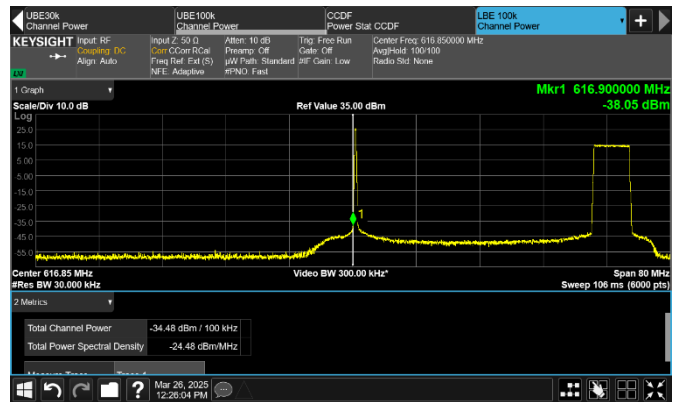 UBE30k
Channel Power
UBE100k
Channel Power
CCDF
Power Stat CCDF
LBE 100k
Channel Power
KEYSIGHT
Input: RF
Coupling: DC
Align: Auto
Input Z: 50 Ω
Corr CCorr RCal
Freq Ref: Ext (S)
NFE: Adaptive
Atten: 10 dB
Preamp: Off
µW Path: Standard
#PNO: Fast
Trig: Free Run
Gate: Off
#IF Gain: Low
Center Freq: 616.850000 MHz
Avg|Hold: 100/100
Radio Std: None
LXI
1 Graph
Mkr1 616.900000 MHz
Scale/Div 10.0 dB
Ref Value 35.00 dBm
-38.05 dBm
Log
25.0
15.0
5.00
-5.00
-15.0
-25.0
-35.0
-45.0
-55.0
1
Center 616.85 MHz
Video BW 300.00 kHz*
Span 80 MHz
#Res BW 30.000 kHz
Sweep 106 ms (6000 pts)
2 Metrics
Total Channel Power
-34.48 dBm / 100 kHz
Total Power Spectral Density
-24.48 dBm/MHz
?
Mar 26, 2025
12:26:04 PM